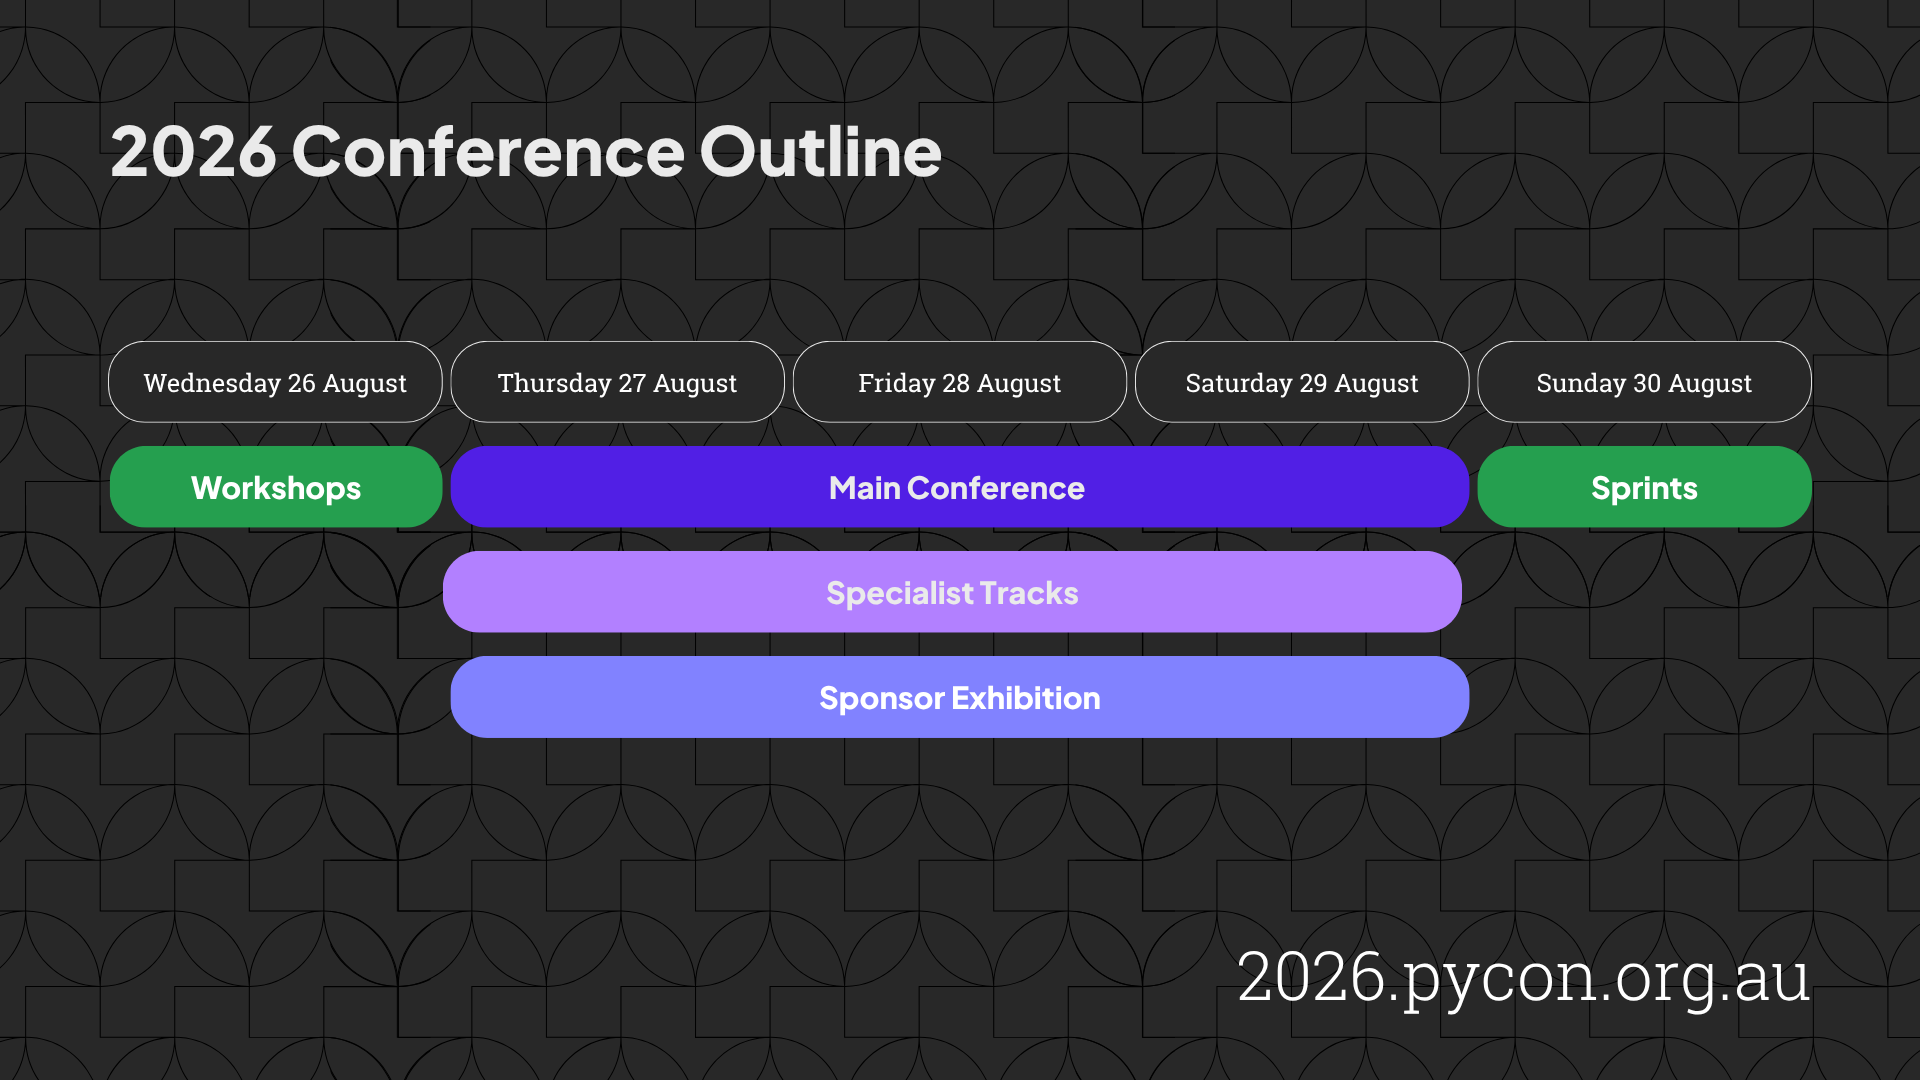 2026 Conference Outline
Wednesday 26 August
Thursday 27 August
Friday 28 August
Saturday 29 August
Sunday 30 August
Workshops
Main Conference
Sprints
Specialist Tracks
Sponsor Exhibition
2026.pycon.org.au